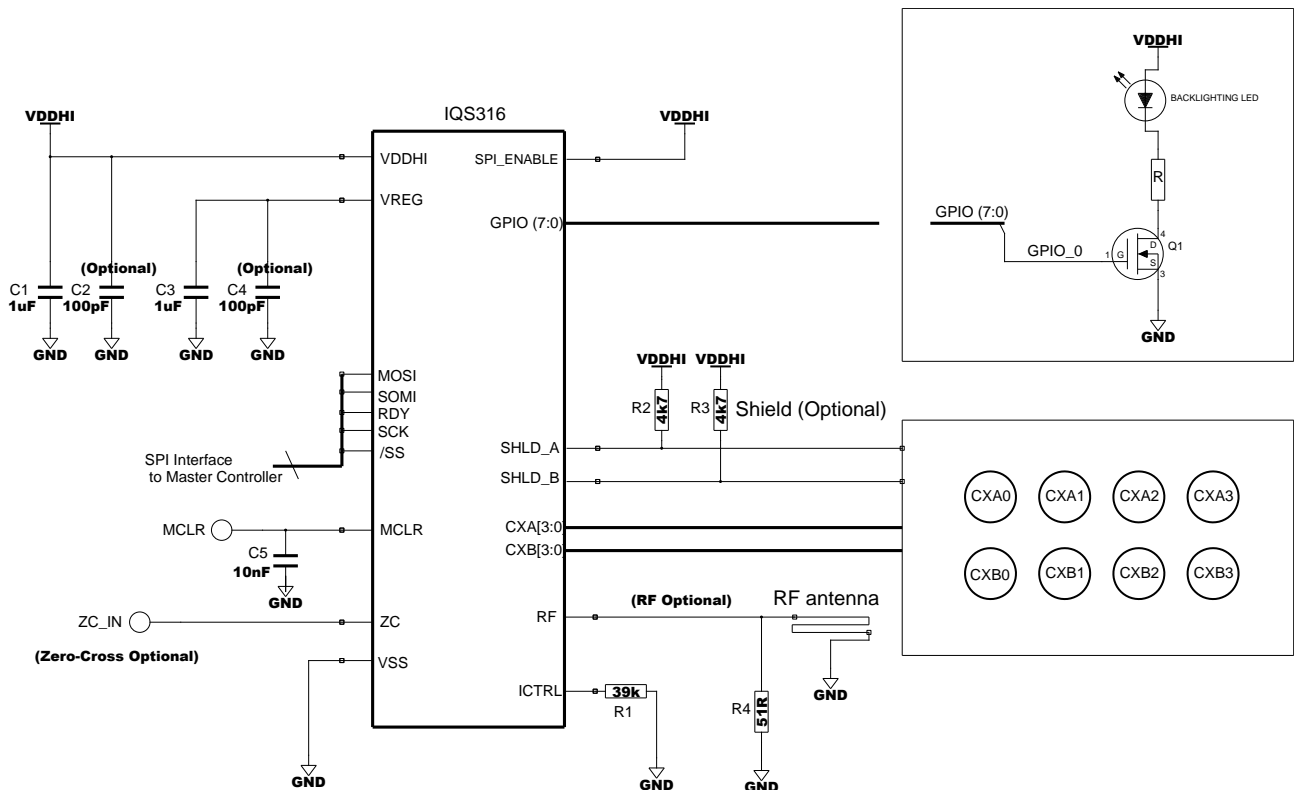 IQS316
VDDHI
VDDHI
VREG
(Optional)
(Optional)
C1
1uF
C2
100pF
C3
1uF
C4
100pF
GND
GND
GND
GND
MOSI
SOMI
RDY
SCK
/SS
SPI Interface
to Master Controller
MCLR
MCLR
C5
10nF
GND
ZC_IN
ZC
(Zero-Cross Optional)
VSS
GND
VDDHI
SPI_ENABLE
GPIO (7:0)
VDDHI
VDDHI
R2
4k7
R3
4k7
Shield (Optional)
SHLD_A
SHLD_B
CXA[3:0
CXB[3:0
RF
(RF Optional)
RF antenna
GND
ICTRL
39k
R1
R4
51R
GND
GND
VDDHI
BACKLIGHTING LED
R
GPIO (7:0)
GPIO_0
1
G
4
D
S
3
Q1
GND
CXA0
CXA1
CXA2
CXA3
CXB0
CXB1
CXB2
CXB3